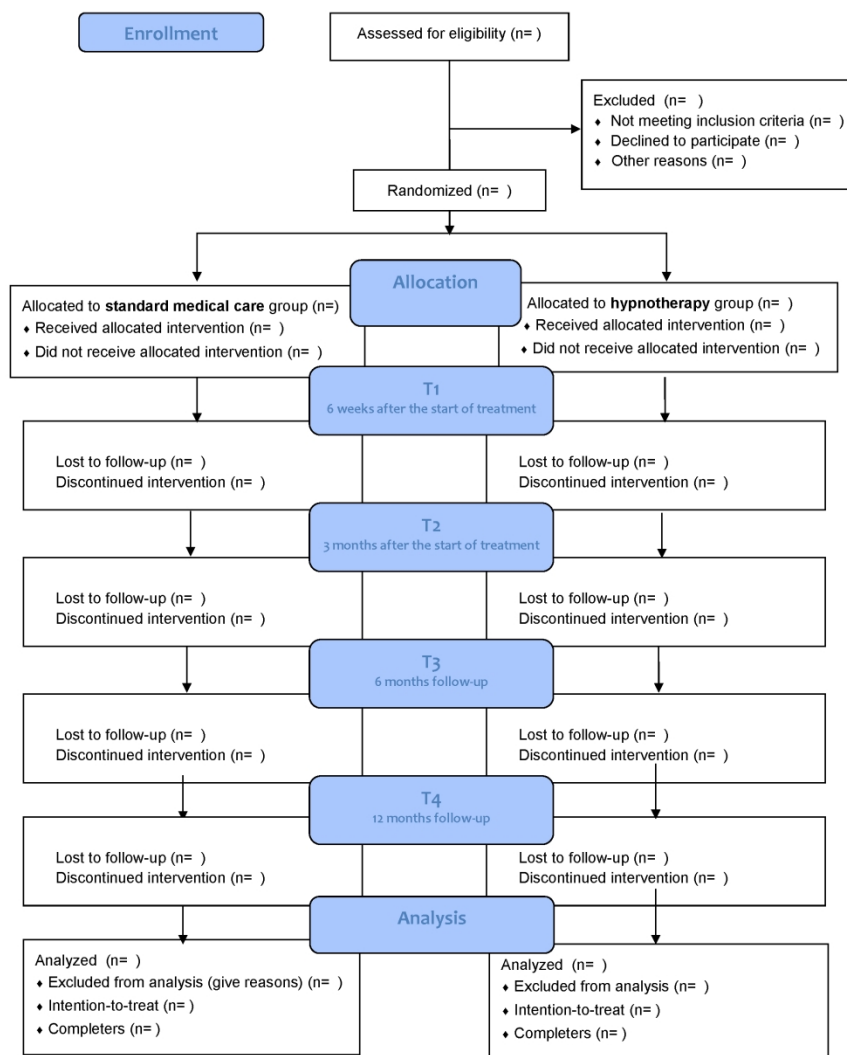 Enrollment
Assessed for eligibility (n= )
Excluded (n= )
♦ Not meeting inclusion criteria (n= )
♦ Declined to participate (n= )
♦ Other reasons (n= )
Randomized (n= )
Allocation
Allocated to standard medical care group (n=)
♦ Received allocated intervention (n= )
♦ Did not receive allocated intervention (n= )
Allocated to hypnotherapy group (n= )
♦ Received allocated intervention (n= )
♦ Did not receive allocated intervention (n= )
T1
6 weeks after the start of treatment
Lost to follow-up (n= )
Discontinued intervention (n= )
Lost to follow-up (n= )
Discontinued intervention (n= )
T2
3 months after the start of treatment
Lost to follow-up (n= )
Discontinued intervention (n= )
Lost to follow-up (n= )
Discontinued intervention (n= )
T3
6 months follow-up
Lost to follow-up (n= )
Discontinued intervention (n= )
Lost to follow-up (n= )
Discontinued intervention (n= )
T4
12 months follow-up
Lost to follow-up (n= )
Discontinued intervention (n= )
Lost to follow-up (n= )
Discontinued intervention (n= )
Analysis
Analyzed (n= )
♦ Excluded from analysis (give reasons) (n= )
♦ Intention-to-treat (n= )
♦ Completers (n= )
Analyzed (n= )
♦ Excluded from analysis (n= )
♦ Intention-to-treat (n= )
♦ Completers (n= )